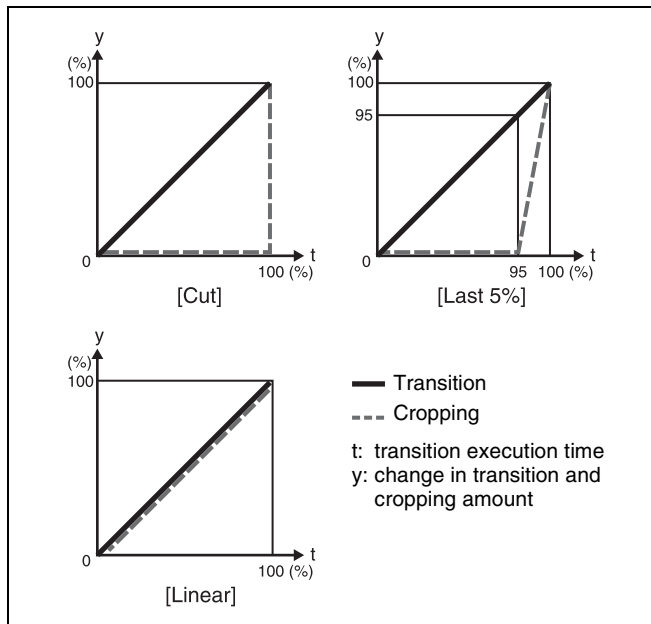 y
(%)
100
0
t
100 (%)
[Cut]
y
(%)
100
95
0
t
95 100 (%)
[Last 5%]
y
(%)
100
0
t
100 (%)
[Linear]
Transition
Cropping
t: transition execution time
y: change in transition and
cropping amount